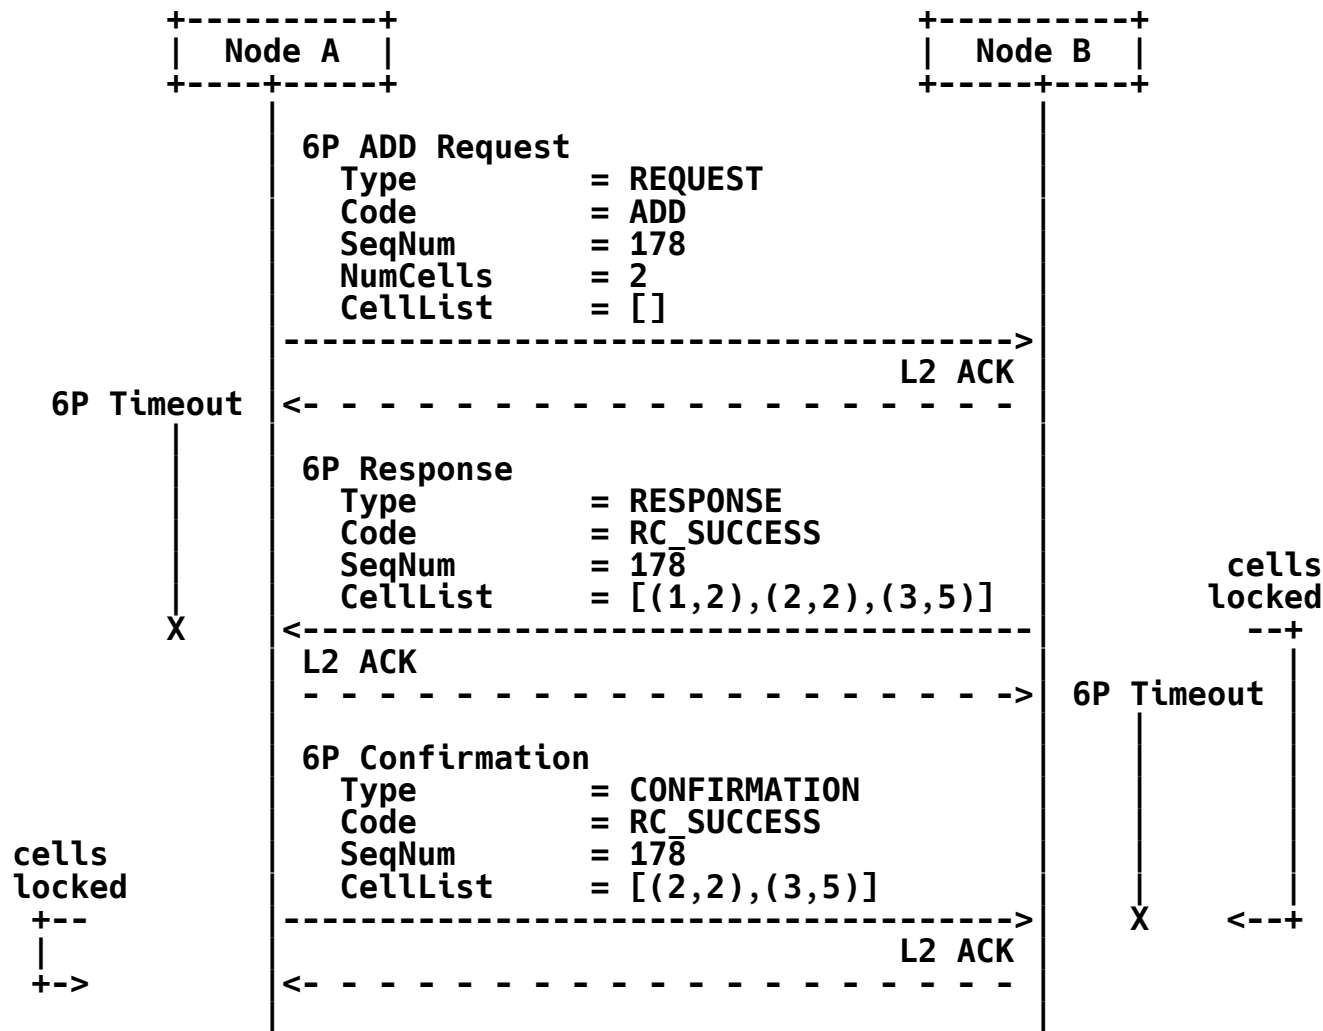 +----------+                           +----------+
|  Node A  |                           |  Node B  |
+----+-----+                           +-----+----+
6P ADD Request
Type         = REQUEST
Code         = ADD
SeqNum       = 178
NumCells     = 2
CellList     = []
-------------------------------------->
L2 ACK
6P Timeout |<- - - - - - - - - - - - - - - - - - -
6P Response
Type         = RESPONSE
Code         = RC_SUCCESS
SeqNum       = 178                            cells
CellList     = [(1,2),(2,2),(3,5)]           locked
X    |<--------------------------------------           --+
L2 ACK
- - - - - - - - - - - - - - - - - - ->| 6P Timeout |
6P Confirmation
Type         = CONFIRMATION
Code         = RC_SUCCESS
cells        SeqNum       = 178
locked       CellList     = [(2,2),(3,5)]
+--          -------------------------------------->     X    <--+
|            L2 ACK
+->          <- - - - - - - - - - - - - - - - - - -